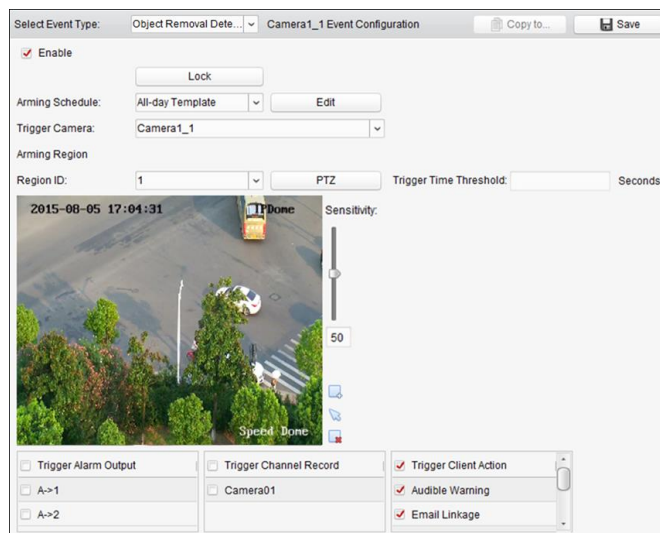 Select Event Type: Object Removal Dete... Camera1_1 Event Configuration Copy to... Save
Enable
Lock
Arming Schedule: All-day Template Edit
Trigger Camera: Camera1_1
Arming Region
Region ID: 1 PTZ Trigger Time Threshold: Seconds
2015-08-05 17:04:31 IPDome Sensitivity:
50
Speed Dome
Trigger Alarm Output Trigger Channel Record Trigger Client Action
A->1 Camera01 Audible Warning
A->2 Email Linkage